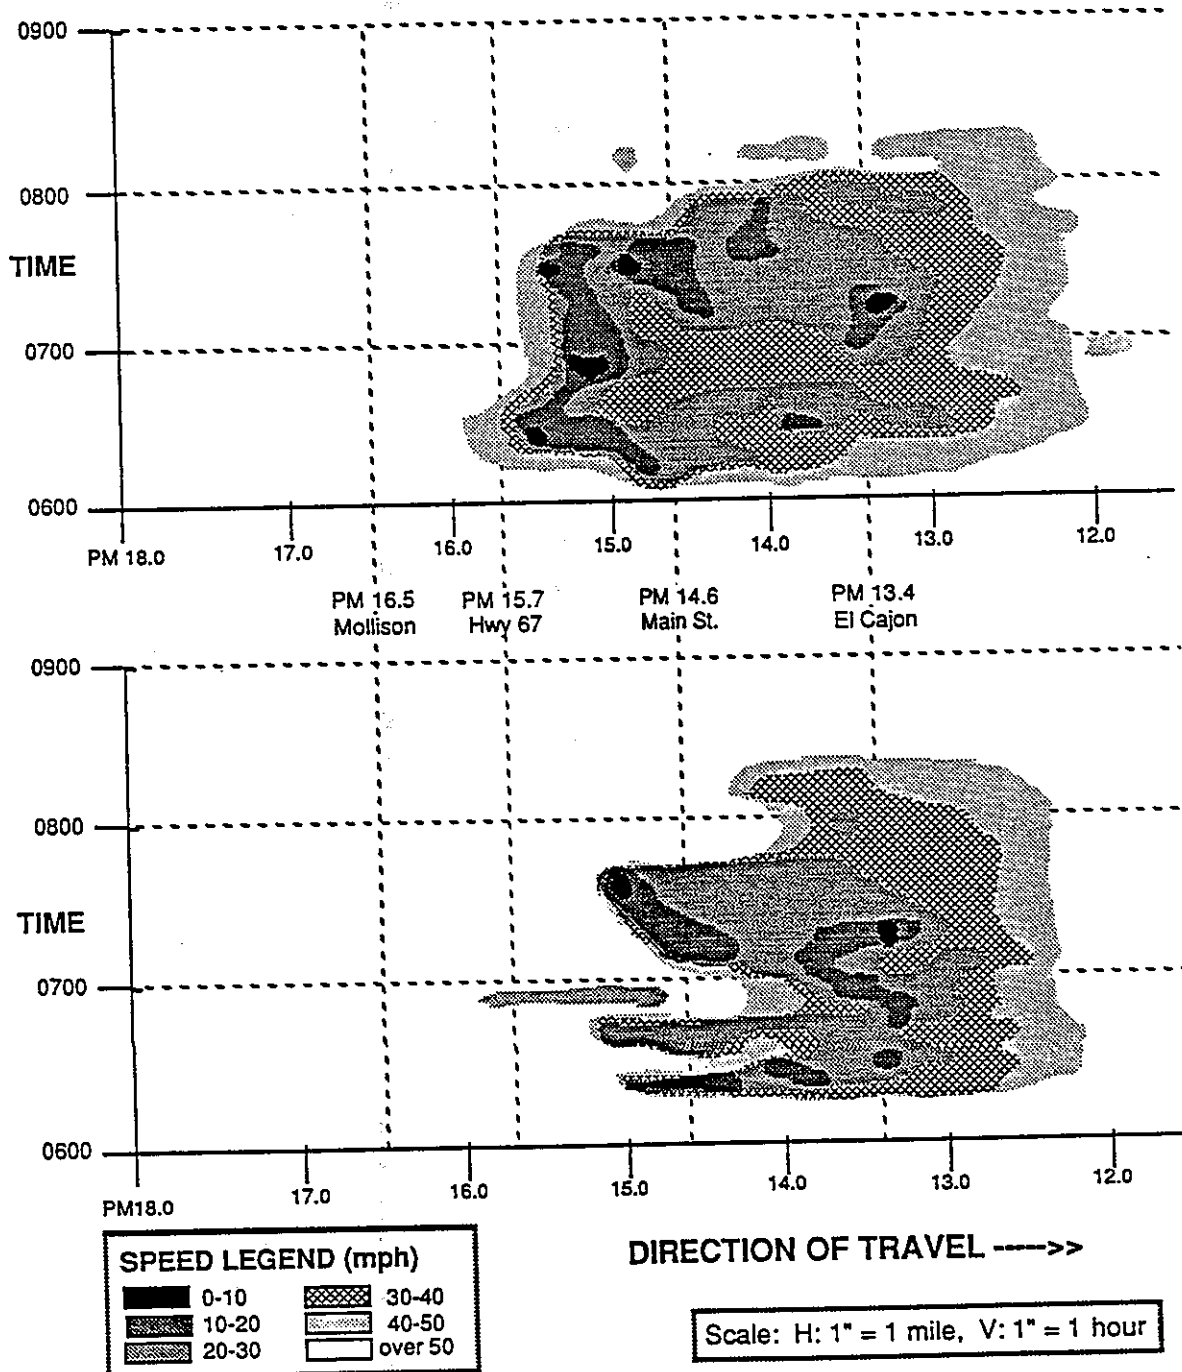 0900
0800
TIME
0700
0600
PM 18.0
17.0
16.0
15.0
14.0
13.0
12.0
PM 16.5
Mollison
PM 15.7
Hwy 67
PM 14.6
Main St.
PM 13.4
El Cajon
0900
0800
TIME
0700
0600
PM18.0
17.0
16.0
15.0
14.0
13.0
12.0
SPEED LEGEND (mph)
0-10
30-40
10-20
40-50
20-30
over 50
DIRECTION OF TRAVEL ---->>
Scale: H: 1" = 1 mile, V: 1" = 1 hour